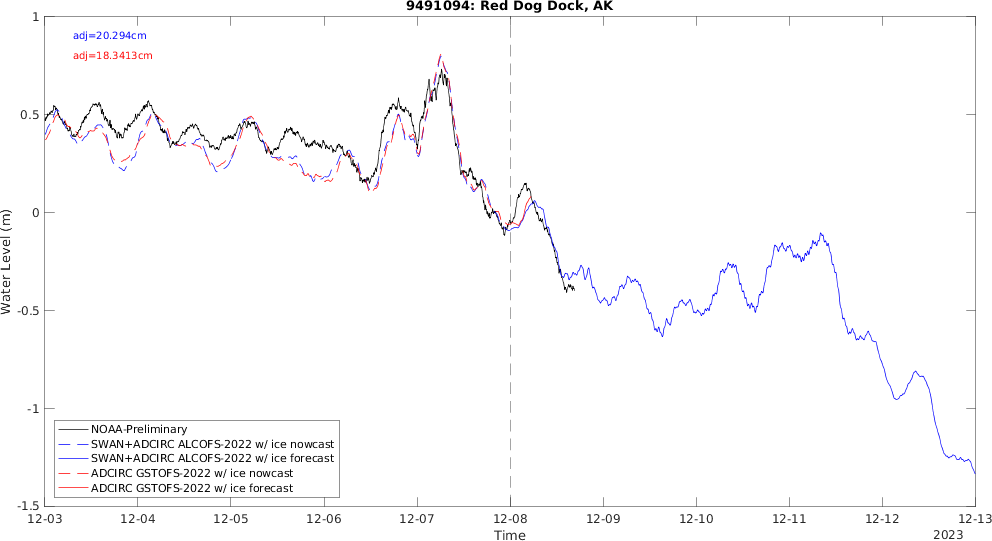 9491094: Red Dog Dock, AK
adj=20.294cm
adj=18.3413cm
Water Level (m)
1
0.5
0
-0.5
-1
-1.5
NOAA-Preliminary
SWAN+ADCIRC ALCOFS-2022 w/ ice nowcast
SWAN+ADCIRC ALCOFS-2022 w/ ice forecast
ADCIRC GSTOFS-2022 w/ ice nowcast
ADCIRC GSTOFS-2022 w/ ice forecast
12-03 12-04 12-05 12-06 12-07 12-08 12-09 12-10 12-11 12-12 12-13
Time
2023